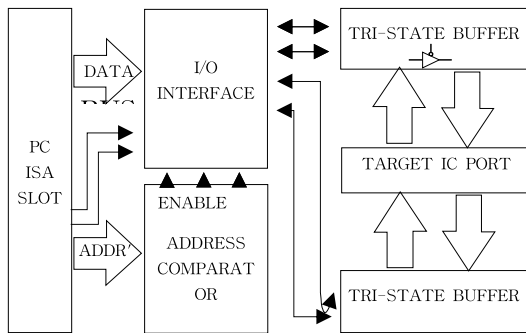 PC
ISA
SLOT
DATA
BUS
ADDR'
I/O
INTERFACE
ENABLE
ADDRESS
COMPARAT
OR
TRI-STATE BUFFER
TARGET IC PORT
TRI-STATE BUFFER